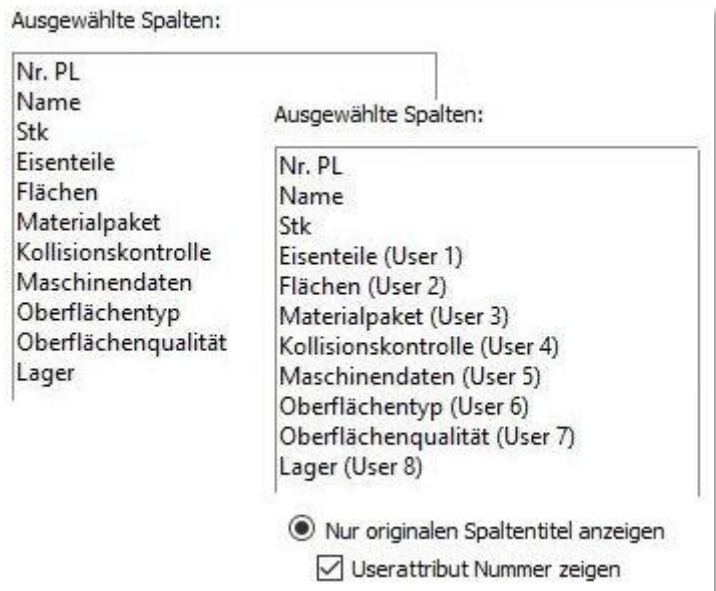 Ausgewählte Spalten:
Nr. PL
Name
Stk
Eisenteile
Flächen
Materialpaket
Kollisionskontrolle
Maschinendaten
Oberflächentyp
Oberflächenqualität
Lager
Ausgewählte Spalten:
Nr. PL
Name
Stk
Eisenteile (User 1)
Flächen (User 2)
Materialpaket (User 3)
Kollisionskontrolle (User 4)
Maschinendaten (User 5)
Oberflächentyp (User 6)
Oberflächenqualität (User 7)
Lager (User 8)
Nur originalen Spaltentitel anzeigen
Userattribut Nummer zeigen